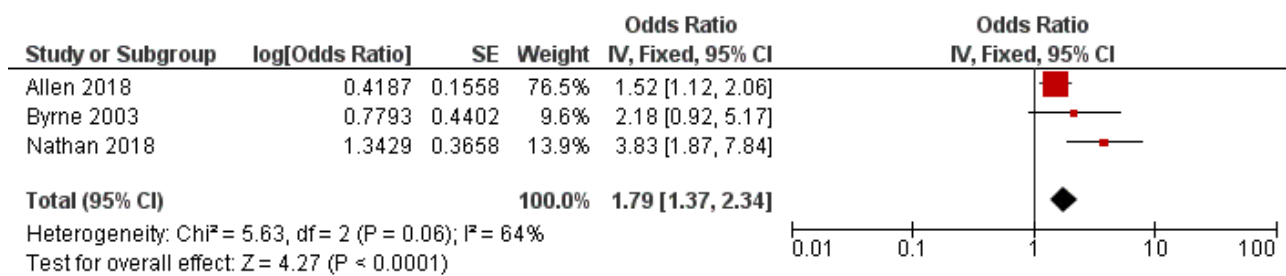 Odds Ratio Odds Ratio
Study or Subgroup log[Odds Ratio] SE Weight IV, Fixed, 95% CI IV, Fixed, 95% CI
Allen 2018 0.4187 0.1558 76.5% 1.52 [1.12, 2.06]
Byrne 2003 0.7793 0.4402 9.6% 2.18 [0.92, 5.17]
Nathan 2018 1.3429 0.3658 13.9% 3.83 [1.87, 7.84]
Total (95% CI) 100.0% 1.79 [1.37, 2.34]
Heterogeneity: Chi² = 5.63, df = 2 (P = 0.06); I² = 64%
Test for overall effect: Z = 4.27 (P < 0.0001)
0.01 0.1 1 10 100